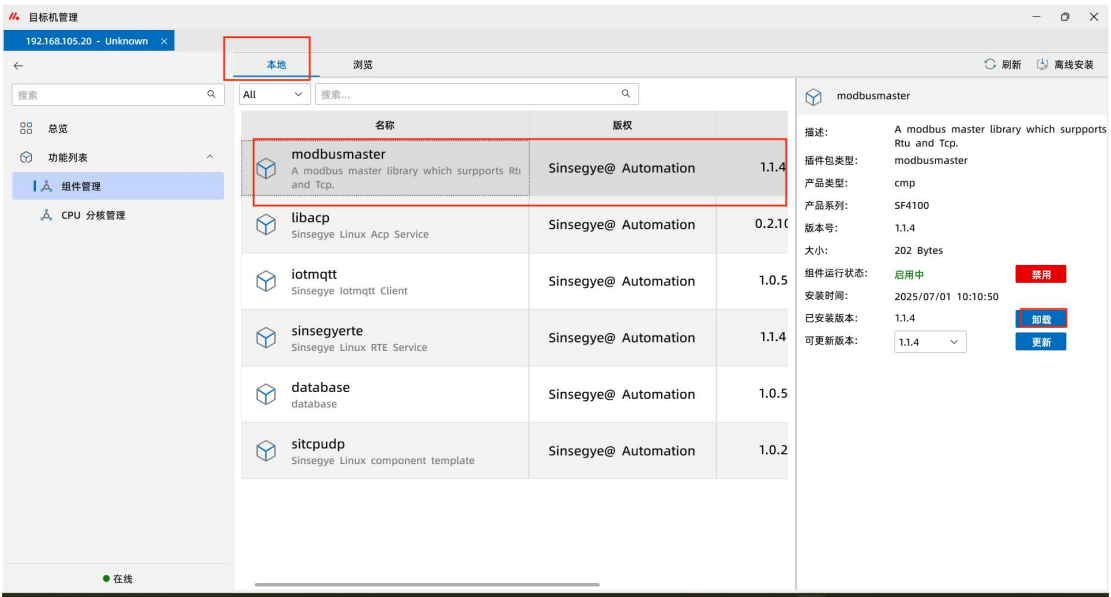 目标机管理
192.168.105.20 - Unknown ×
本地 浏览 刷新 离线安装
搜索
总览
功能列表
组件管理
CPU 分核管理
在线
All 搜索...
名称 版权
modbusmaster
A modbus master library which surpports Rtu
and Tcp.
Sinsegye@ Automation 1.1.4
libacp
Sinsegye Linux Acp Service
Sinsegye@ Automation 0.2.10
iotmqtt
Sinsegye Iotmqtt Client
Sinsegye@ Automation 1.0.5
sinsegyerte
Sinsegye Linux RTE Service
Sinsegye@ Automation 1.1.4
database
database
Sinsegye@ Automation 1.0.5
sitcpudp
Sinsegye Linux component template
Sinsegye@ Automation 1.0.2
modbusmaster
描述: A modbus master library which surpports
Rtu and Tcp.
插件包类型: modbusmaster
产品类型: cmp
产品系列: SF4100
版本号: 1.1.4
大小: 202 Bytes
组件运行状态: 启用中 禁用
安装时间: 2025/07/01 10:10:50
已安装版本: 1.1.4 卸载
可更新版本: 1.1.4 更新